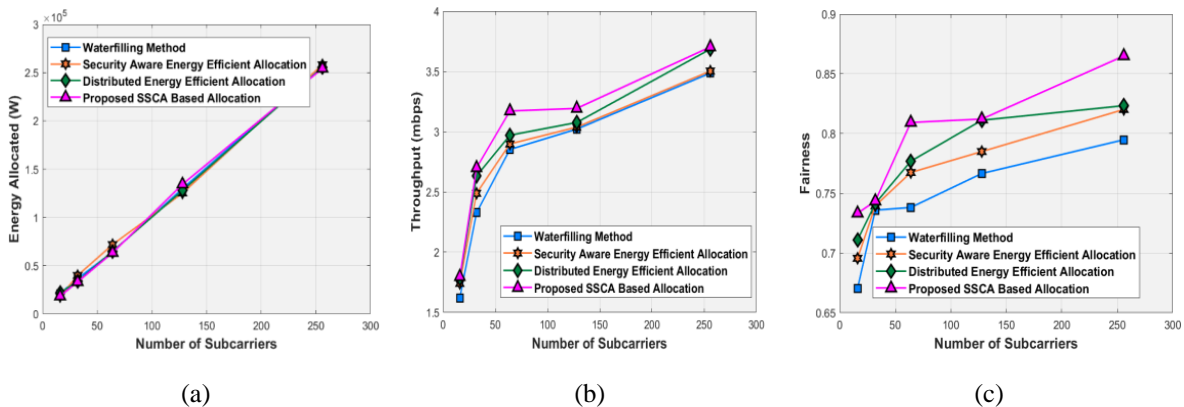 3 × 10⁵
2.5
2
1.5
1
0.5
0
0 50 100 150 200 250 300
Energy Allocated (W)
Number of Subcarriers
Waterfilling Method
Security Aware Energy Efficient Allocation
Distributed Energy Efficient Allocation
Proposed SSCA Based Allocation
(a)
4
3.5
3
2.5
2
1.5
0 50 100 150 200 250 300
Throughput (mbps)
Number of Subcarriers
Waterfilling Method
Security Aware Energy Efficient Allocation
Distributed Energy Efficient Allocation
Proposed SSCA Based Allocation
(b)
0.9
0.85
0.8
0.75
0.7
0.65
0 50 100 150 200 250 300
Fairness
Number of Subcarriers
Waterfilling Method
Security Aware Energy Efficient Allocation
Distributed Energy Efficient Allocation
Proposed SSCA Based Allocation
(c)